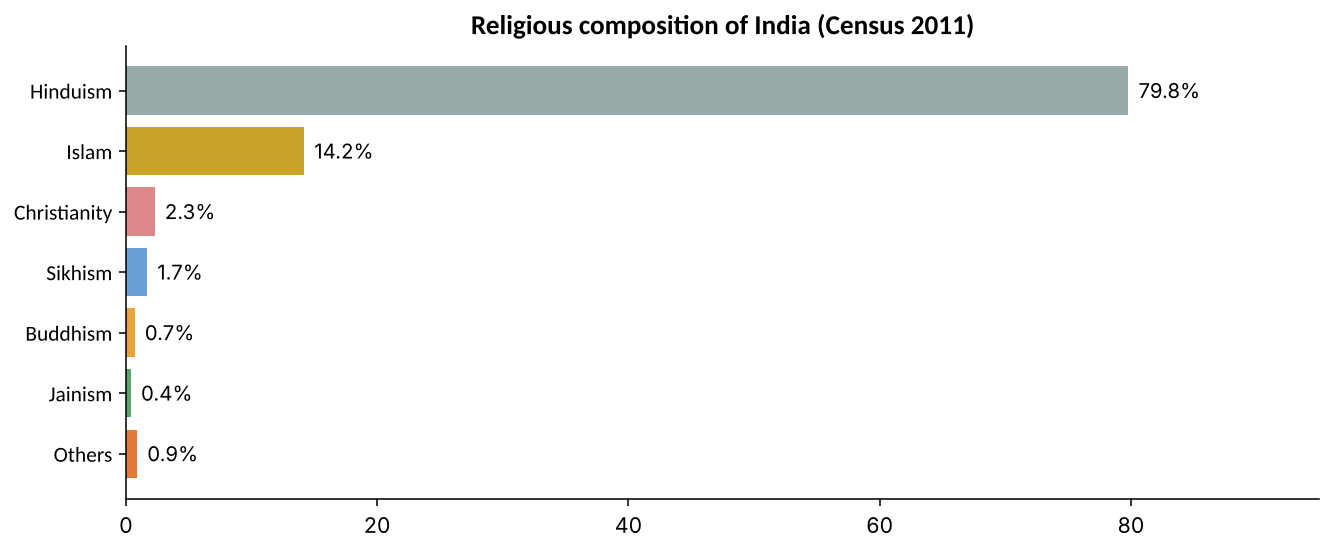 Religious composition of India (Census 2011)
Hinduism 79.8%
Islam 14.2%
Christianity 2.3%
Sikhism 1.7%
Buddhism 0.7%
Jainism 0.4%
Others 0.9%
0 20 40 60 80